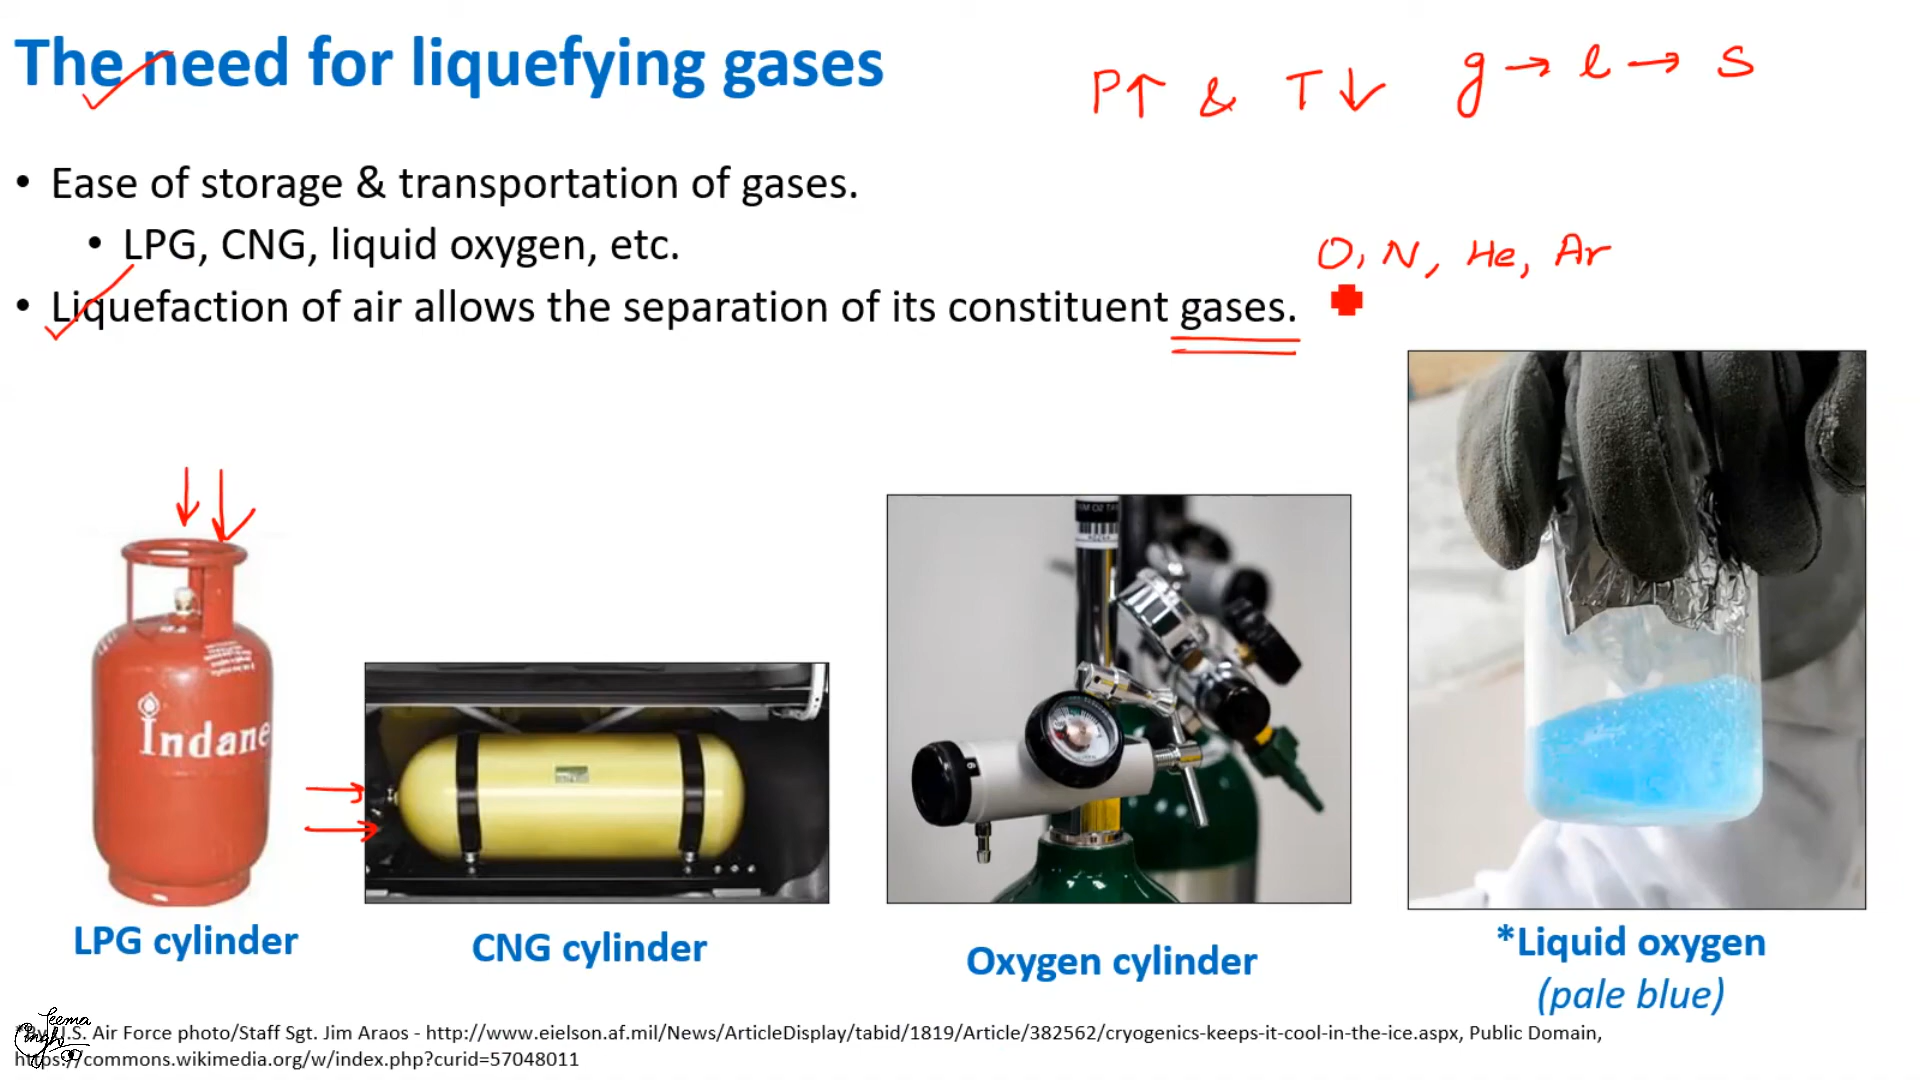 The need for liquefying gases
P↑ & T↓ g → l → s
• Ease of storage & transportation of gases.
• LPG, CNG, liquid oxygen, etc.
O, N, He, Ar
• Liquefaction of air allows the separation of its constituent gases.
Indane
LPG cylinder
CNG cylinder
Oxygen cylinder
*Liquid oxygen
(pale blue)
Seema
Singh
*By U.S. Air Force photo/Staff Sgt. Jim Araos - http://www.eielson.af.mil/News/ArticleDisplay/tabid/1819/Article/382562/cryogenics-keeps-it-cool-in-the-ice.aspx, Public Domain,
https://commons.wikimedia.org/w/index.php?curid=57048011